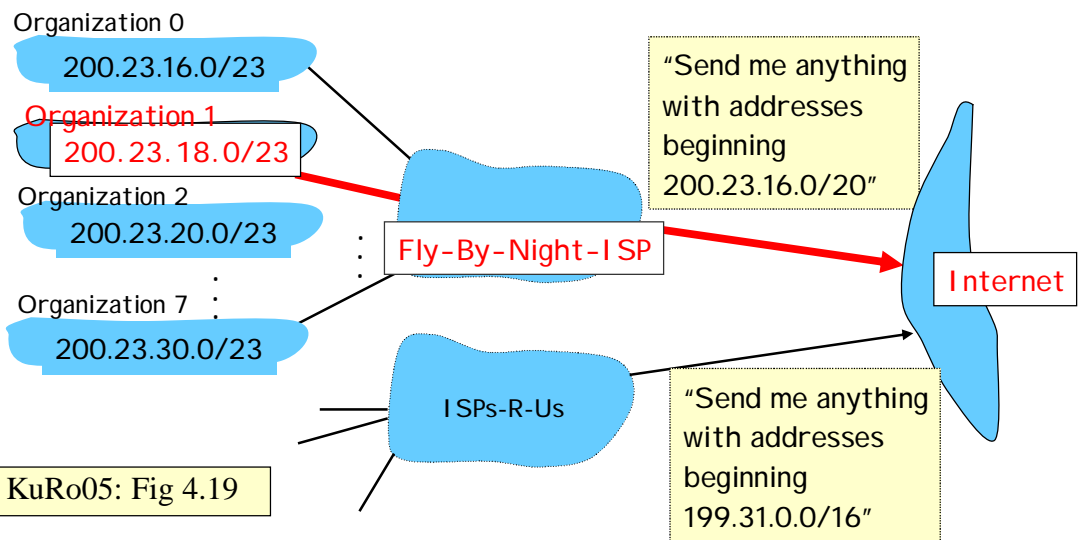 Organization 0
200.23.16.0/23
Organization 1
200.23.18.0/23
Organization 2
200.23.20.0/23
Organization 7
200.23.30.0/23
Fly-By-Night-ISP
"Send me anything
with addresses
beginning
200.23.16.0/20"
Internet
ISPs-R-Us
"Send me anything
with addresses
beginning
199.31.0.0/16"
KuRo05: Fig 4.19